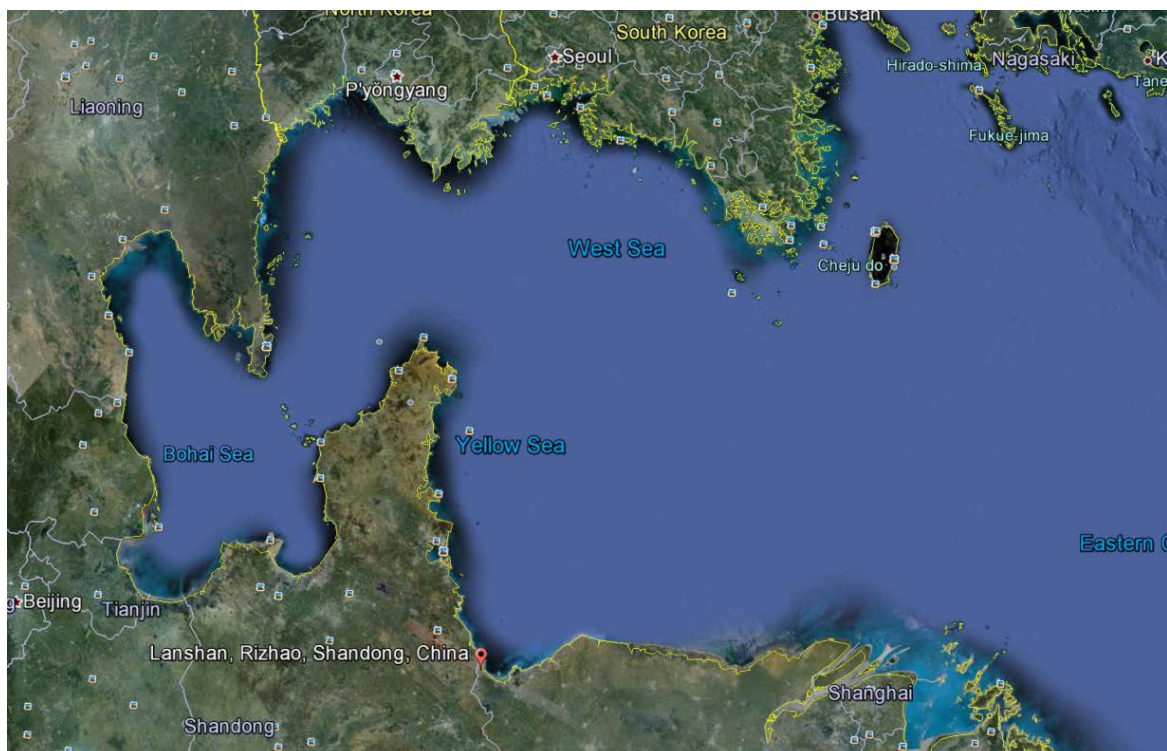 North Korea
Busan
South Korea
Seoul
Hirado-shima
Nagasaki
P'yŏngyang
Liaoning
Fukue-jima
West Sea
Cheju do
Yellow Sea
Bohai Sea
Eastern
Beijing
Tianjin
Lanshan, Rizhao, Shandong, China
Shanghai
Shandong